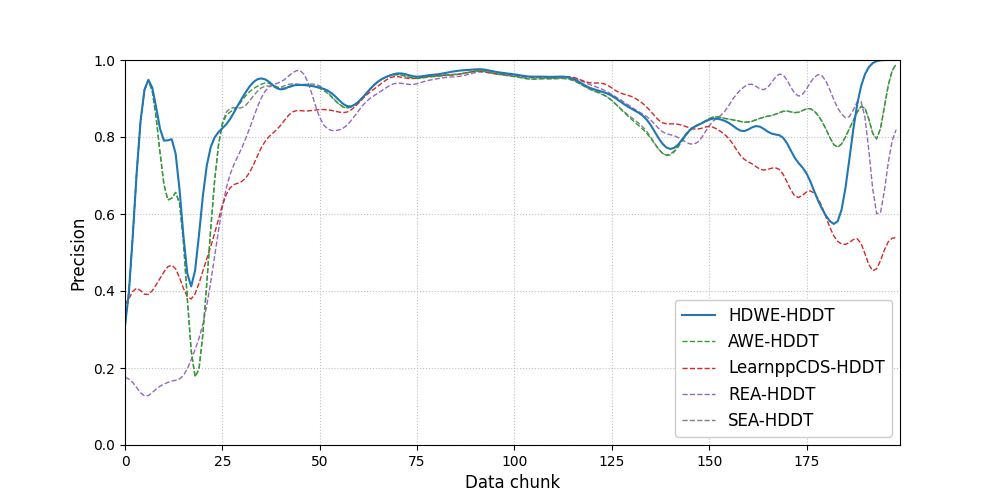 1.0
0.8
0.6
0.4
0.2
0.0
Precision
0
25
50
75
100
125
150
175
Data chunk
HDWE-HDDT
AWE-HDDT
LearnppCDS-HDDT
REA-HDDT
SEA-HDDT